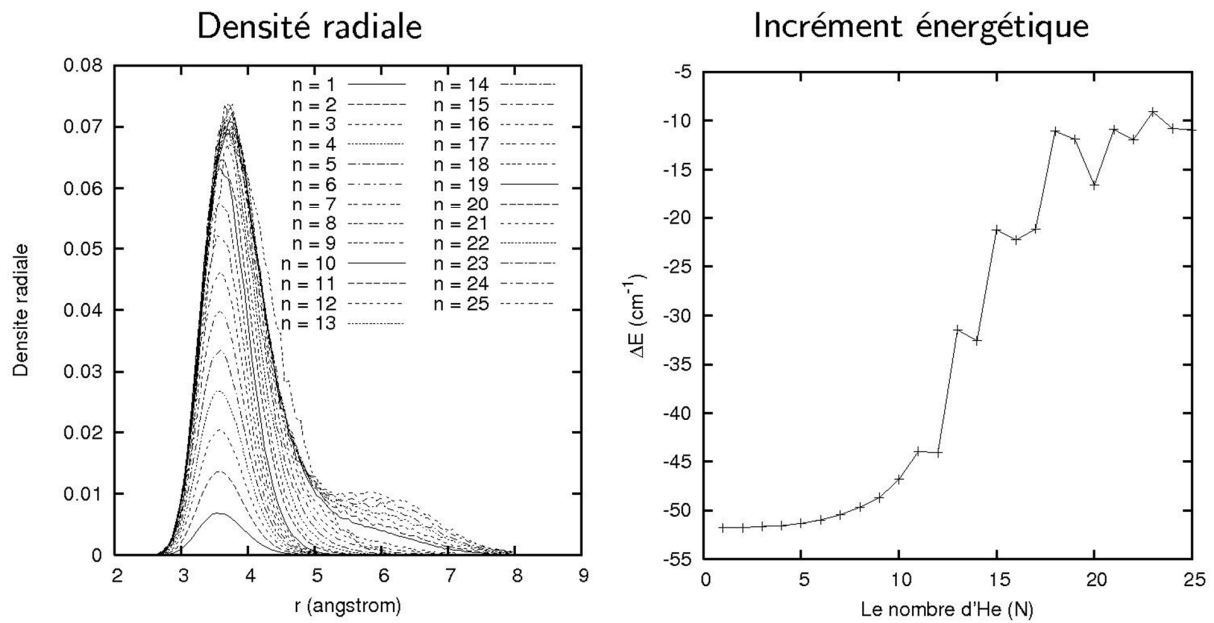 Densité radiale
Incrément énergétique
Densite radiale
0.08
0.07
0.06
0.05
0.04
0.03
0.02
0.01
0
2
3
4
5
6
7
8
9
r (angstrom)
n = 1
n = 2
n = 3
n = 4
n = 5
n = 6
n = 7
n = 8
n = 9
n = 10
n = 11
n = 12
n = 13
n = 14
n = 15
n = 16
n = 17
n = 18
n = 19
n = 20
n = 21
n = 22
n = 23
n = 24
n = 25
ΔE (cm⁻¹)
-5
-10
-15
-20
-25
-30
-35
-40
-45
-50
-55
0
5
10
15
20
25
Le nombre d'He (N)